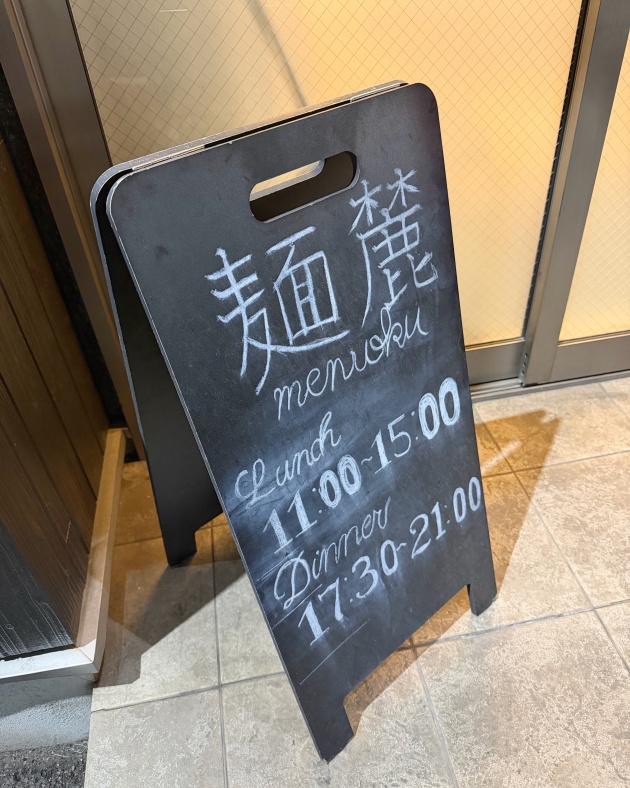 麺麓
menroku
Lunch
11:00~15:00
Dinner
17:30~21:00